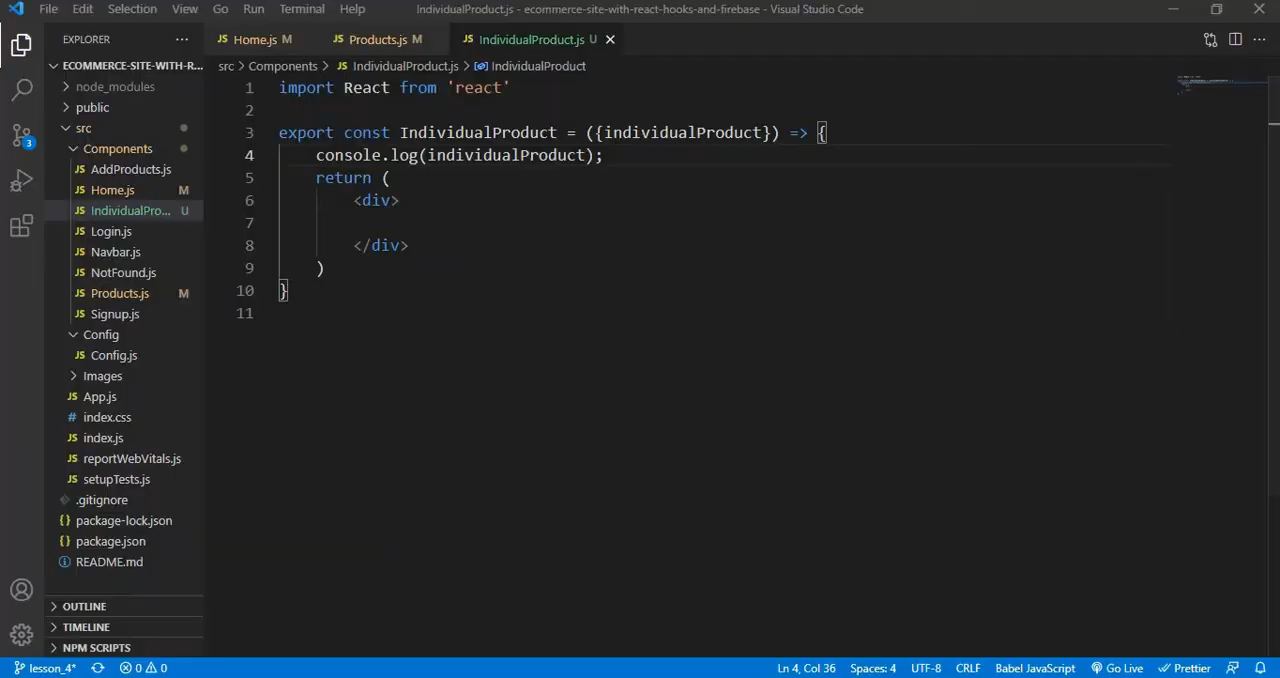 File Edit Selection View Go Run Terminal Help IndividualProduct.js - ecommerce-site-with-react-hooks-and-firebase - Visual Studio Code
EXPLORER ...
JS Home.js M JS Products.js M JS IndividualProduct.js U
ECOMMERCE-SITE-WITH-R...
src > Components > JS IndividualProduct.js > IndividualProduct
node_modules
public
src
Components
JS AddProducts.js
JS Home.js M
JS IndividualPro... U
JS Login.js
JS Navbar.js
JS NotFound.js
JS Products.js M
JS Signup.js
Config
JS Config.js
Images
JS App.js
# index.css
JS index.js
JS reportWebVitals.js
JS setupTests.js
.gitignore
{} package-lock.json
{} package.json
README.md
OUTLINE
TIMELINE
NPM SCRIPTS
1 import React from 'react'
2
3 export const IndividualProduct = ({individualProduct}) => {
4 console.log(individualProduct);
5 return (
6 <div>
7
8 </div>
9 )
10 }
11
3
lesson_4* 0 0 Ln 4, Col 36 Spaces: 4 UTF-8 CRLF Babel JavaScript Go Live Prettier